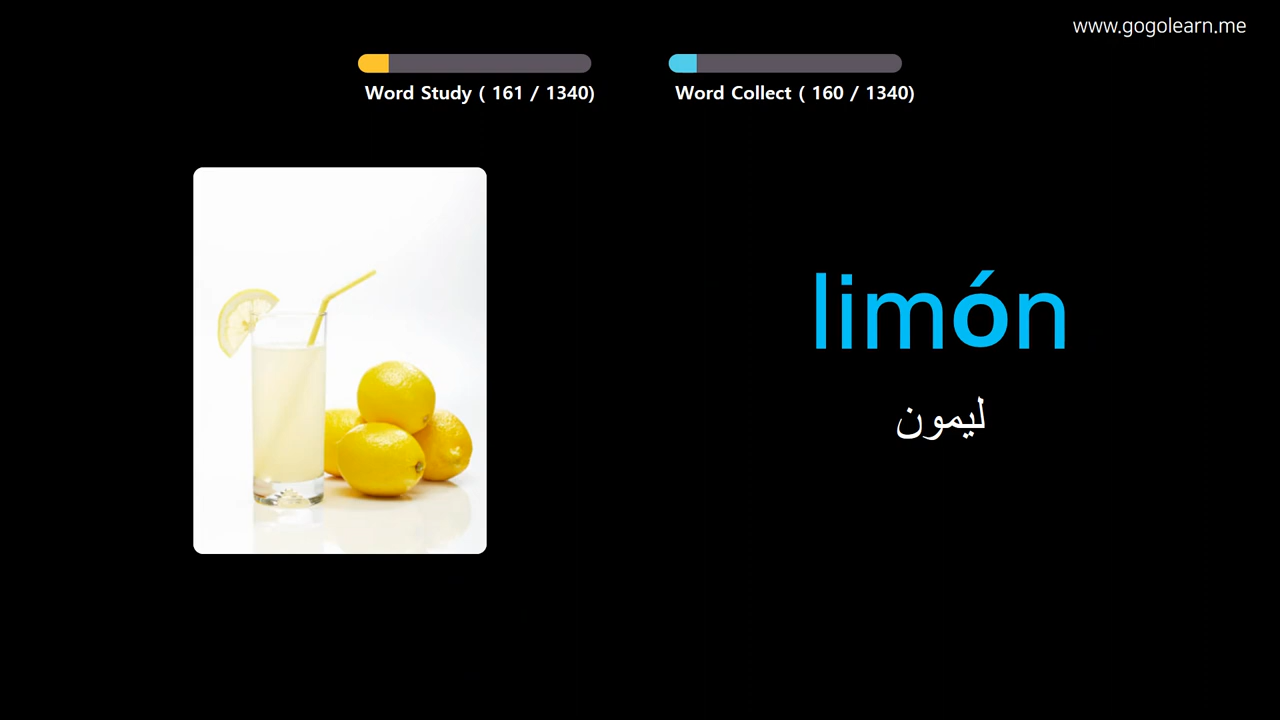 www.gogolearn.me
Word Study ( 161 / 1340)
Word Collect ( 160 / 1340)
limón
ليمون